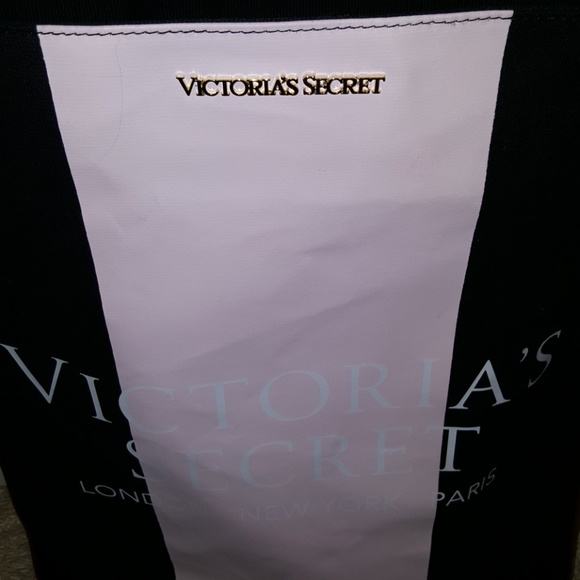 VICTORIA'S SECRET
VICTORIA'S
SECRET
LONDON NEW YORK PARIS